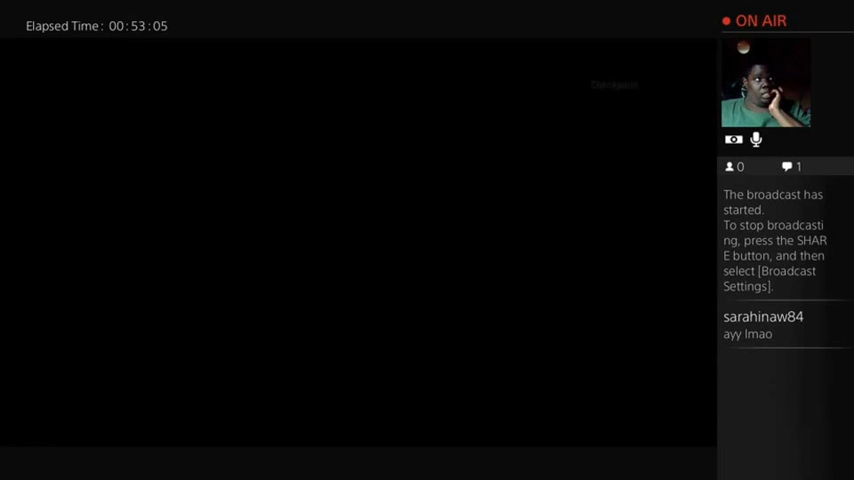 Elapsed Time: 00:53:05
ON AIR
Checkpoint
0 1
The broadcast has
started.
To stop broadcasti
ng, press the SHAR
E button, and then
select [Broadcast
Settings].
sarahinaw84
ayy lmao